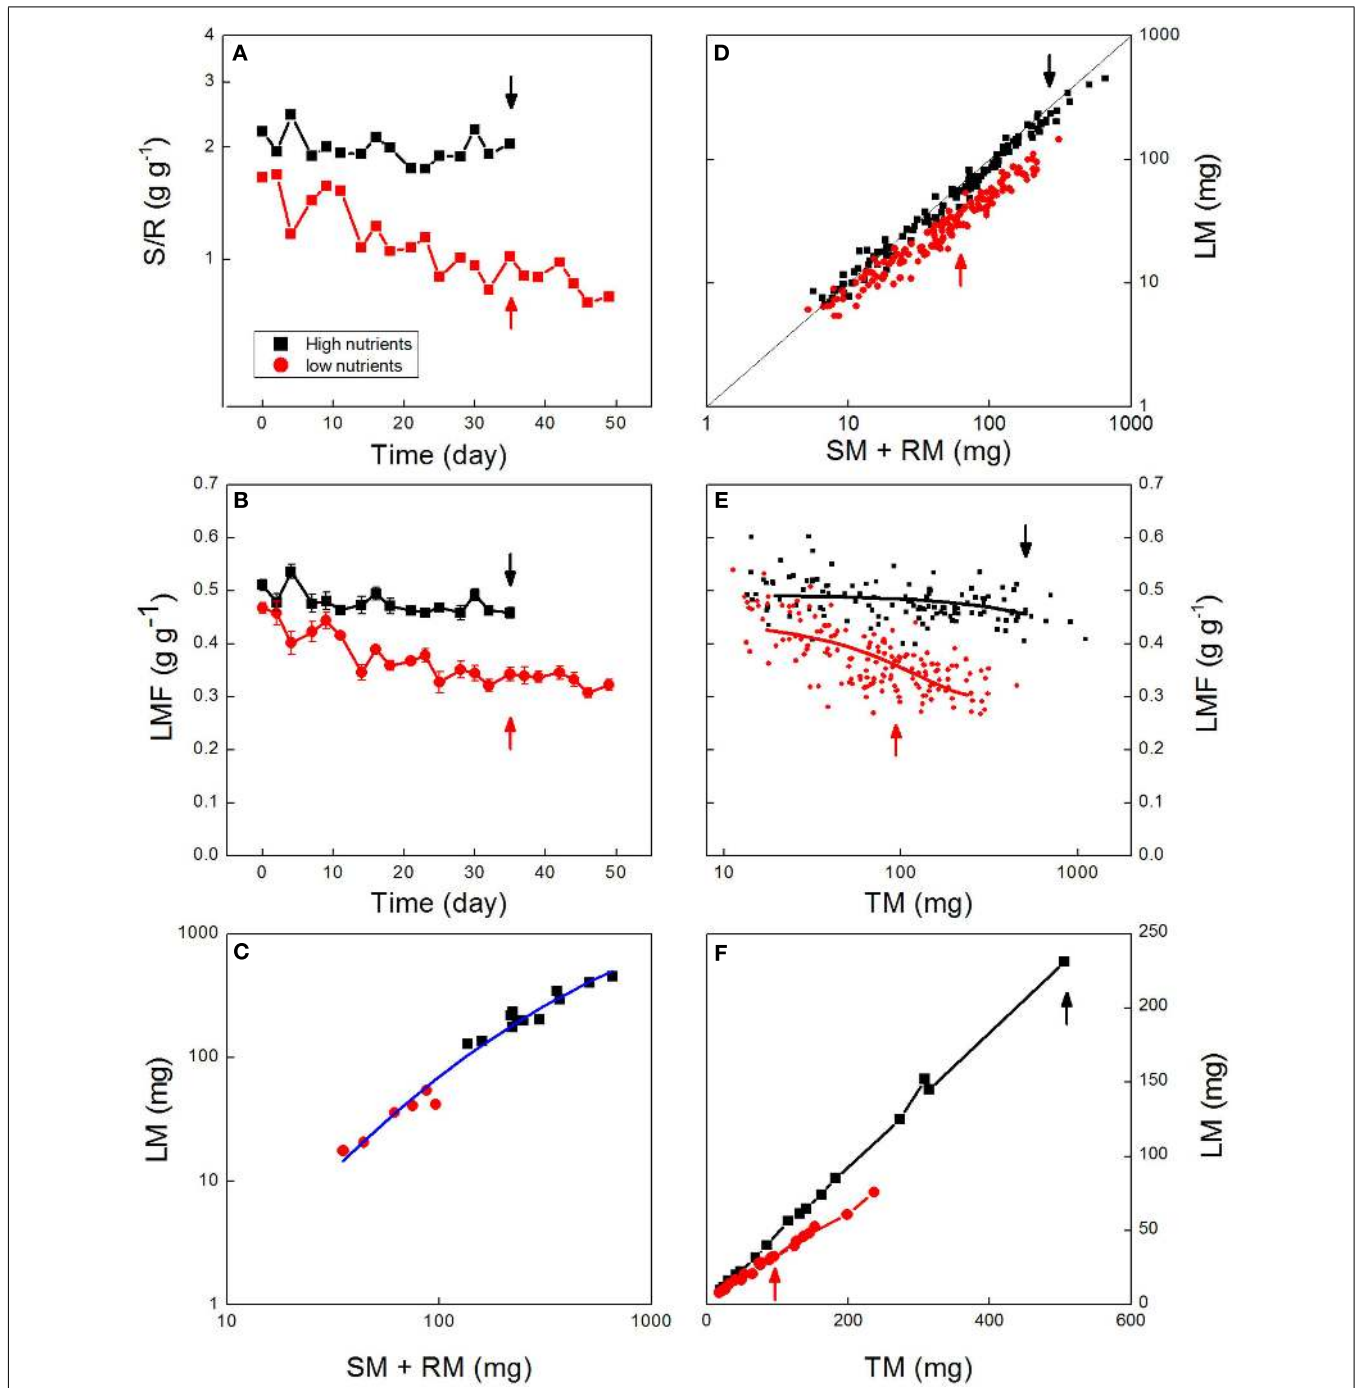 A
S/R (g g-1)
4
3
2
1
High nutrients
low nutrients
0 10 20 30 40 50
Time (day)
D
LM (mg)
1000
100
10
1
1 10 100 1000
SM + RM (mg)
B
LMF (g g-1)
0.7
0.6
0.5
0.4
0.3
0.2
0.1
0.0
0 10 20 30 40 50
Time (day)
E
LMF (g g-1)
0.7
0.6
0.5
0.4
0.3
0.2
0.1
0.0
10 100 1000
TM (mg)
C
LM (mg)
1000
100
10
1
10 100 1000
SM + RM (mg)
F
LM (mg)
250
200
150
100
50
0
0 200 400 600
TM (mg)